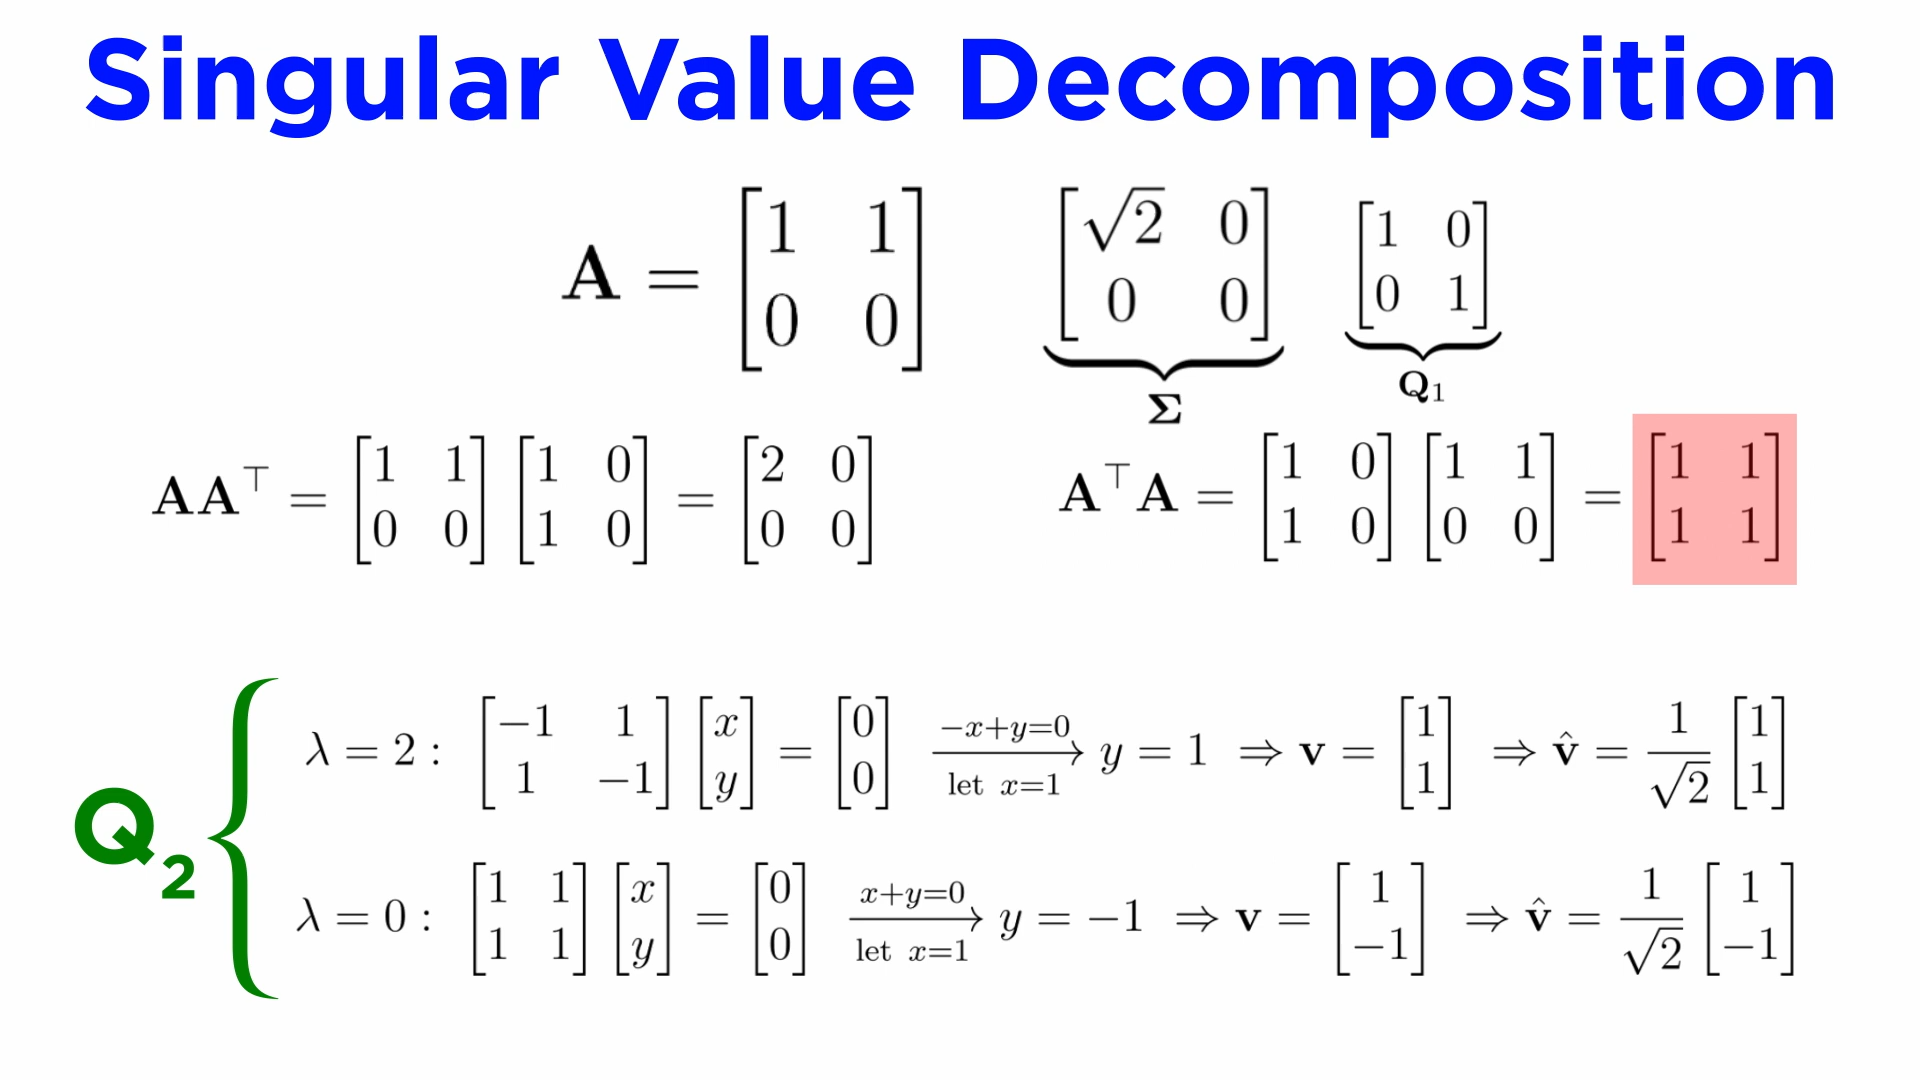 Singular Value Decomposition
A = [1 1; 0 0]   [√2 0; 0 0] Σ   [1 0; 0 1] Q₁
AA⊤ = [1 1; 0 0] [1 0; 1 0] = [2 0; 0 0]
A⊤A = [1 0; 1 0] [1 1; 0 0] = [1 1; 1 1]
Q₂
λ = 2 : [−1 1; 1 −1] [x; y] = [0; 0] −x+y=0 let x=1 → y = 1 ⇒ v = [1; 1] ⇒ v̂ = 1/√2 [1; 1]
λ = 0 : [1 1; 1 1] [x; y] = [0; 0] x+y=0 let x=1 → y = −1 ⇒ v = [1; −1] ⇒ v̂ = 1/√2 [1; −1]